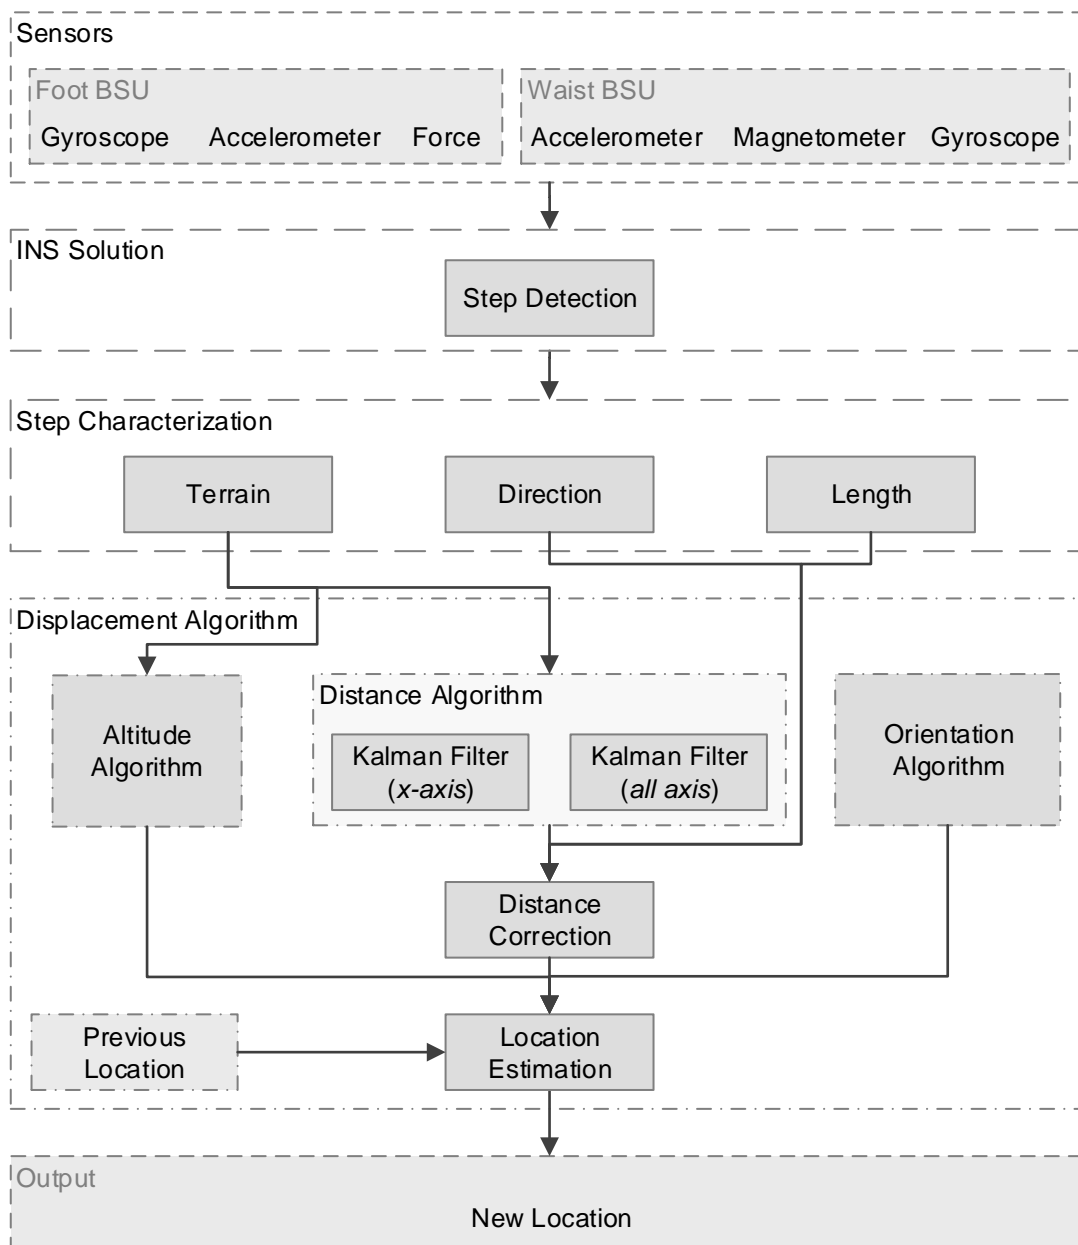 Sensors
Foot BSU
Gyroscope Accelerometer Force
Waist BSU
Accelerometer Magnetometer Gyroscope
INS Solution
Step Detection
Step Characterization
Terrain
Direction
Length
Displacement Algorithm
Altitude
Algorithm
Distance Algorithm
Kalman Filter
(x-axis)
Kalman Filter
(all axis)
Orientation
Algorithm
Distance
Correction
Previous
Location
Location
Estimation
Output
New Location